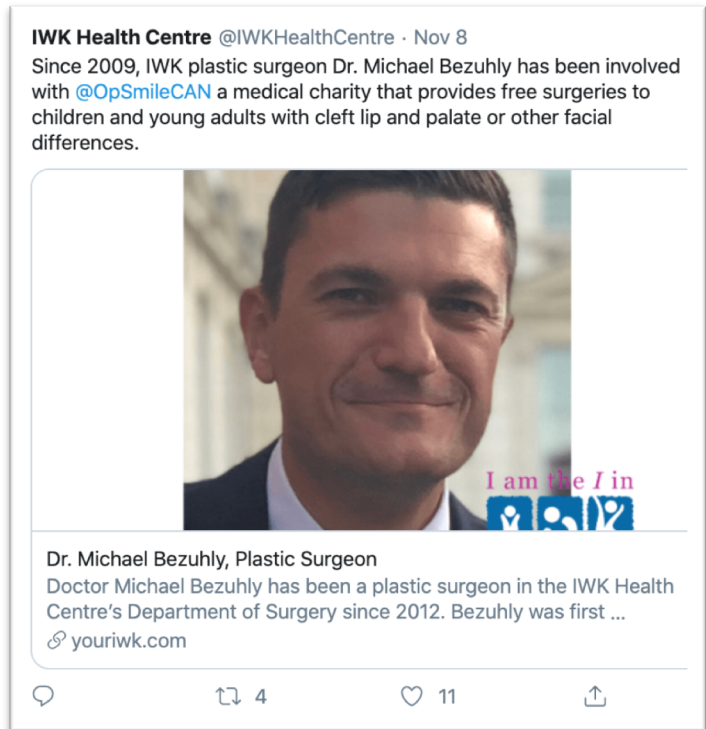 IWK Health Centre @IWKHealthCentre · Nov 8
Since 2009, IWK plastic surgeon Dr. Michael Bezuhly has been involved
with @OpSmileCAN a medical charity that provides free surgeries to
children and young adults with cleft lip and palate or other facial
differences.
I am the I in
Dr. Michael Bezuhly, Plastic Surgeon
Doctor Michael Bezuhly has been a plastic surgeon in the IWK Health
Centre's Department of Surgery since 2012. Bezuhly was first ...
youriwk.com
4 11